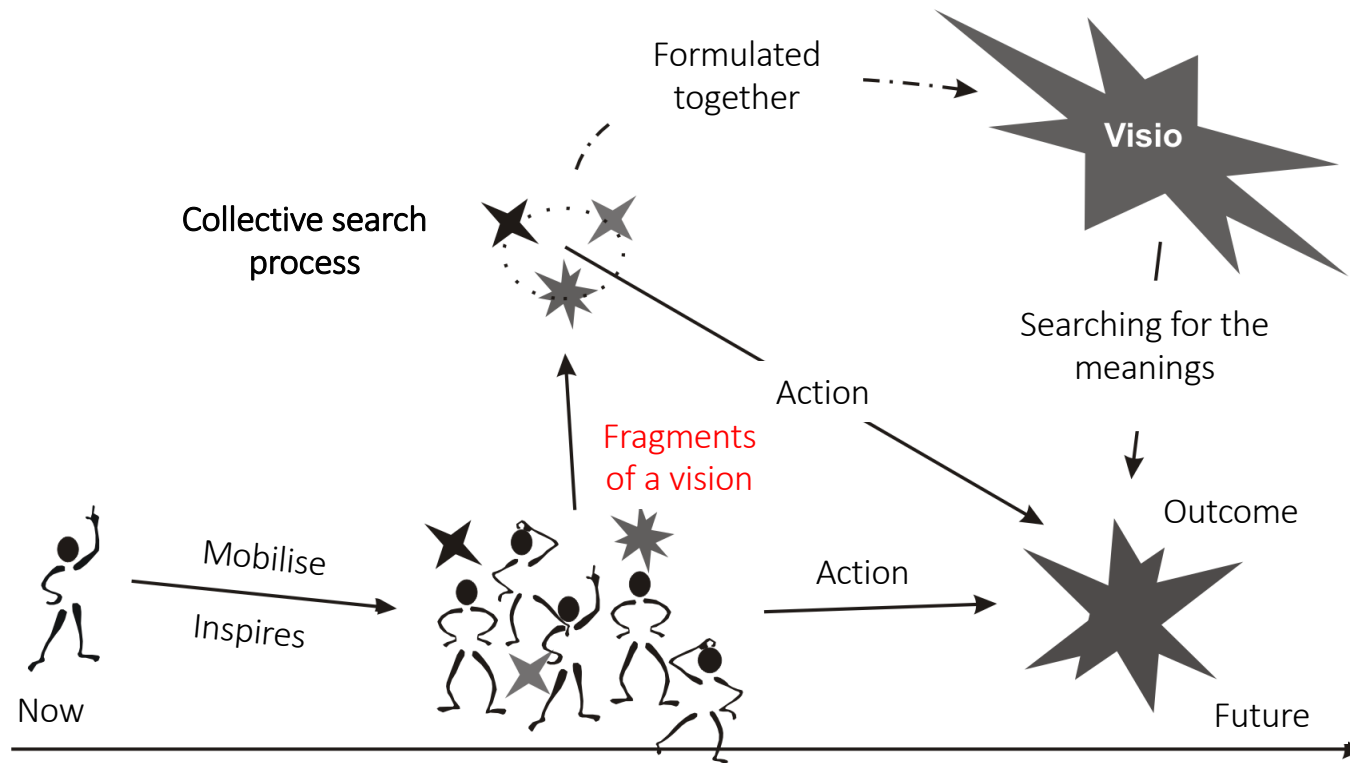 Formulated
together
Visio
Collective search
process
Searching for the
meanings
Action
Fragments
of a vision
Outcome
Mobilise
Inspires
Action
Now
Future